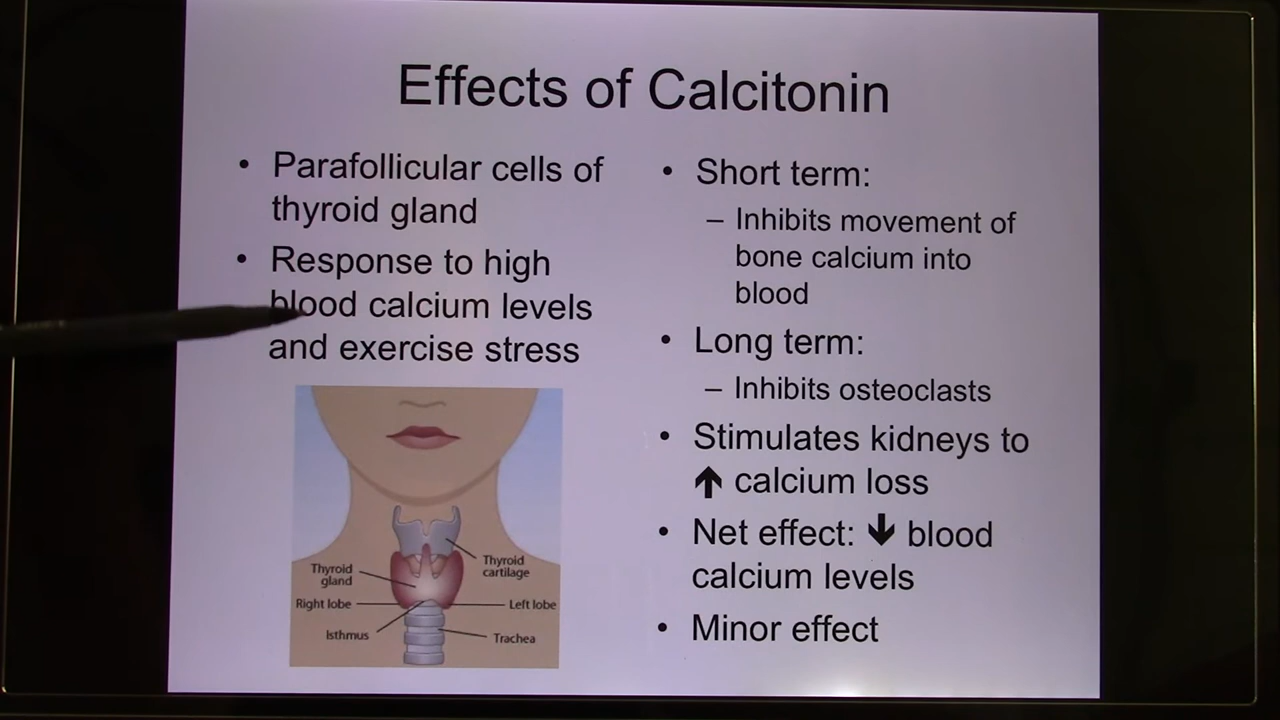 Effects of Calcitonin
• Parafollicular cells of
thyroid gland
• Response to high
blood calcium levels
and exercise stress
Thyroid
gland
Right lobe
Isthmus
Thyroid
cartilage
Left lobe
Trachea
• Short term:
– Inhibits movement of
bone calcium into
blood
• Long term:
– Inhibits osteoclasts
• Stimulates kidneys to
↑ calcium loss
• Net effect: ↓ blood
calcium levels
• Minor effect